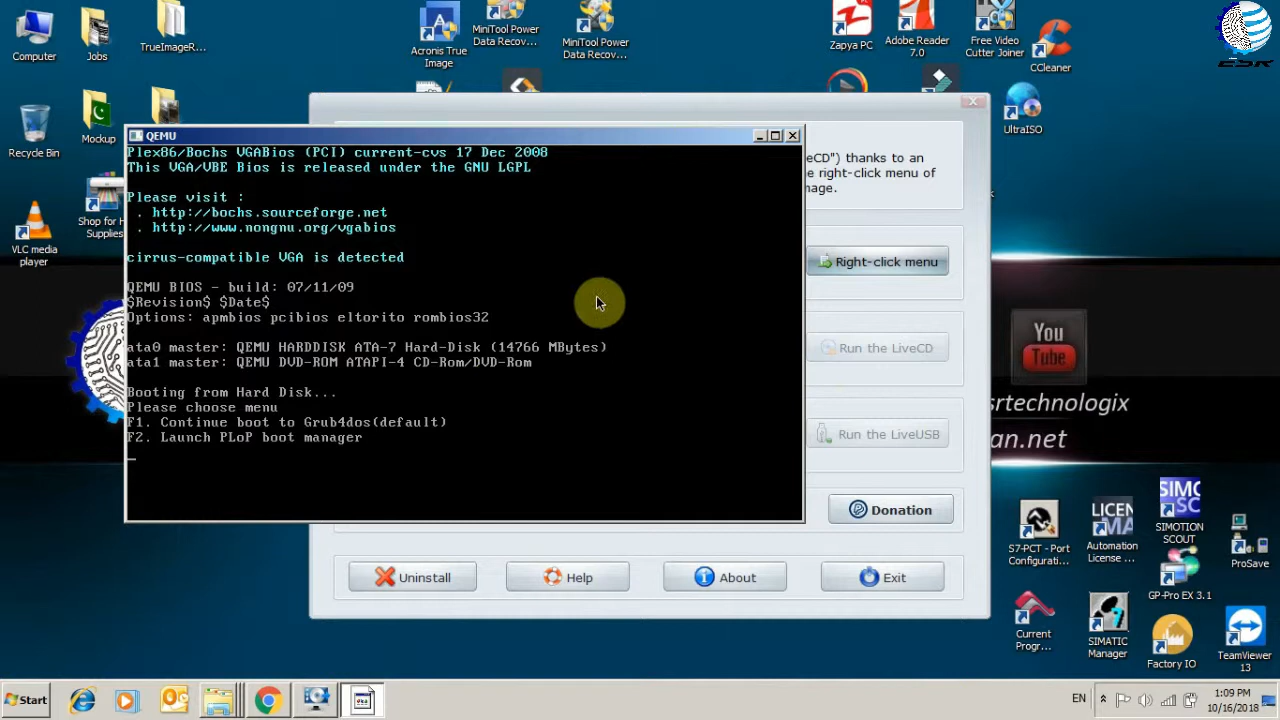 Computer
Jobs
TrueImageR...
Acronis True
Image
MiniTool Power
Data Recov...
MiniTool Power
Data Recov...
Zapya PC
Adobe Reader
7.0
Free Video
Cutter Joiner
CCleaner
ESR
Recycle Bin
Mockup
UltraISO
VLC media
player
Shop for H
Supplies
QEMU
Plex86/Bochs VGABios (PCI) current-cvs 17 Dec 2008
This VGA/VBE Bios is released under the GNU LGPL
Please visit :
. http://bochs.sourceforge.net
. http://www.nongnu.org/vgabios
cirrus-compatible VGA is detected
QEMU BIOS - build: 07/11/09
$Revision$ $Date$
Options: apmbios pcibios eltorito rombios32
ata0 master: QEMU HARDDISK ATA-7 Hard-Disk (14766 MBytes)
ata1 master: QEMU DVD-ROM ATAPI-4 CD-Rom/DVD-Rom
Booting from Hard Disk...
Please choose menu
F1. Continue boot to Grub4dos(default)
F2. Launch PLoP boot manager
eCD") thanks to an
e right-click menu of
mage.
Right-click menu
Run the LiveCD
Run the LiveUSB
Donation
Uninstall
Help
About
Exit
You
Tube
srtechnologix
an.net
S7-PCT - Port
Configurati...
LICEN
MA
Automation
License ...
SIMO
SIMOTION
SCOUT
ProSave
GP-Pro EX 3.1
Current
Progr...
SIMATIC
Manager
Factory IO
TeamViewer
13
Start
EN
1:09 PM
10/16/2018